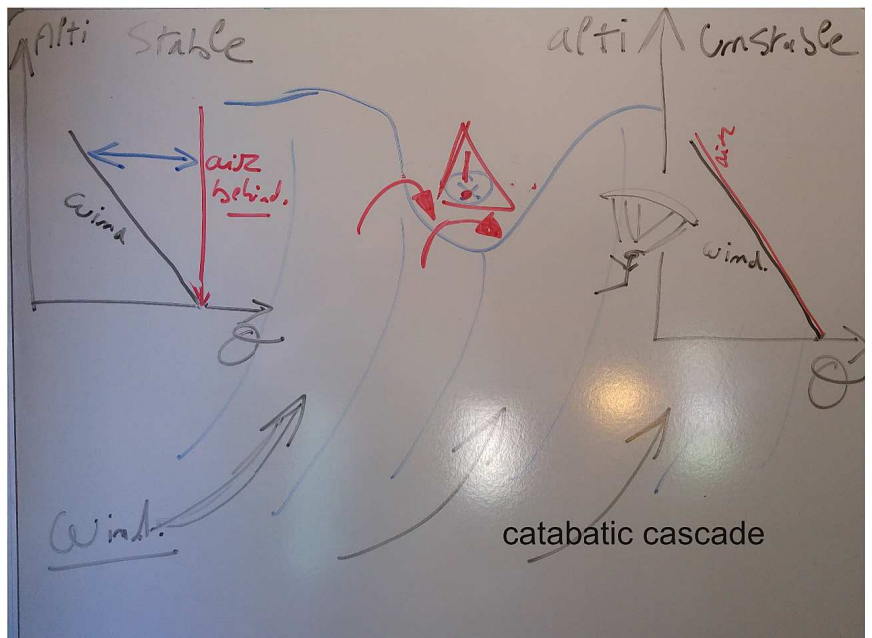 Alti
Stable
alti
Unstable
air
behind.
wind
!
air
wind.
θ
θ
Wind.
catabatic cascade